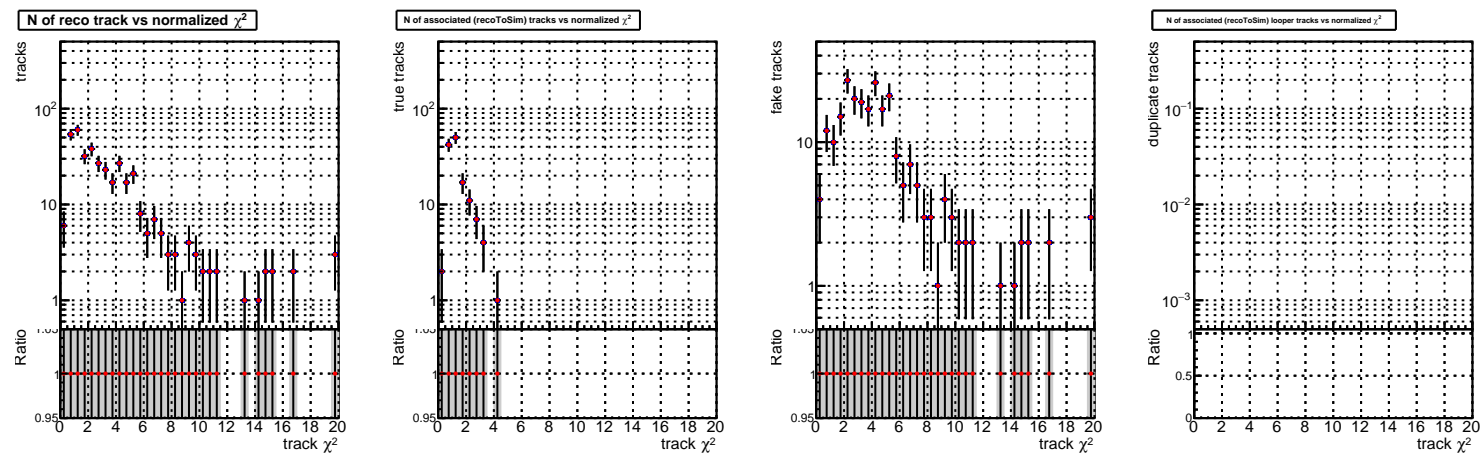 N of reco track vs normalized χ²
tracks
10²
10
1
Ratio
1.05
1
0.95
0 2 4 6 8 10 12 14 16 18 20
track χ²
N of associated (recoToSim) tracks vs normalized χ²
true tracks
10²
10
1
Ratio
1.05
1
0.95
0 2 4 6 8 10 12 14 16 18 20
track χ²
fake tracks
10
1
Ratio
1.05
1
0.95
0 2 4 6 8 10 12 14 16 18 20
track χ²
N of associated (recoToSim) looper tracks vs normalized χ²
duplicate tracks
10⁻¹
10⁻²
10⁻³
Ratio
1
0.5
0
0 2 4 6 8 10 12 14 16 18 20
track χ²